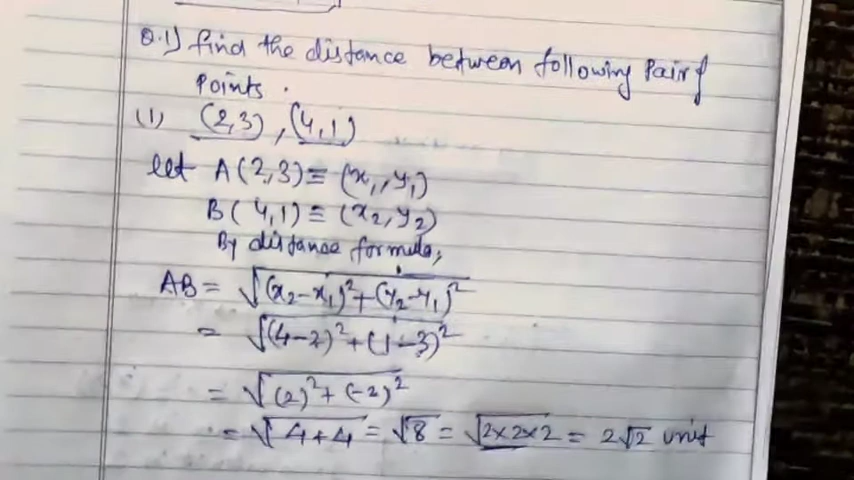 Q.1) find the distance between following Pair of
Points.
(1) (2,3), (4,1)
let A(2,3) ≡ (x₁, y₁)
B(4,1) ≡ (x₂, y₂)
By distance formula,
AB = √(x₂-x₁)²+(y₂-y₁)²
= √(4-2)²+(1-3)²
= √(2)²+(-2)²
= √4+4 = √8 = √2×2×2 = 2√2 unit